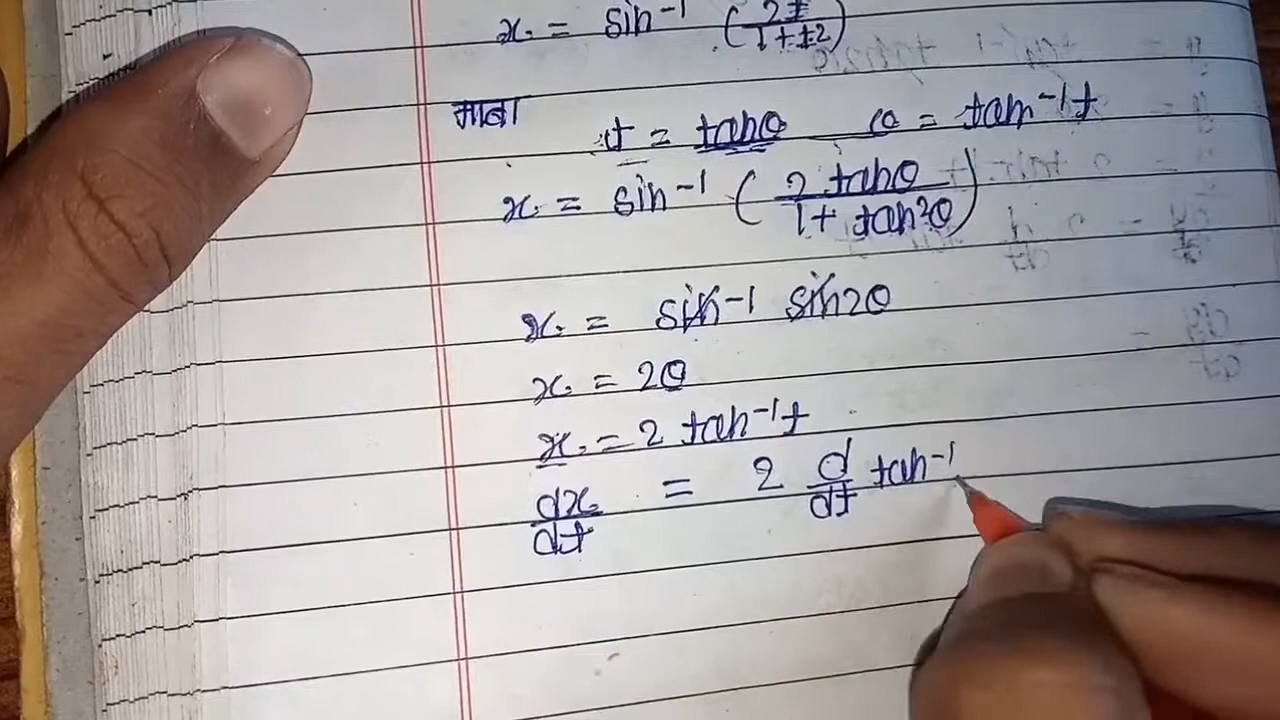 x = sin⁻¹ (2t/1+t²)
माना
t = tanθ θ = tan⁻¹t
x = sin⁻¹ (2 tanθ/1+ tan²θ)
x = sin⁻¹ sin2θ
x = 2θ
x = 2 tan⁻¹t
dx/dt = 2 d/dt tan⁻¹